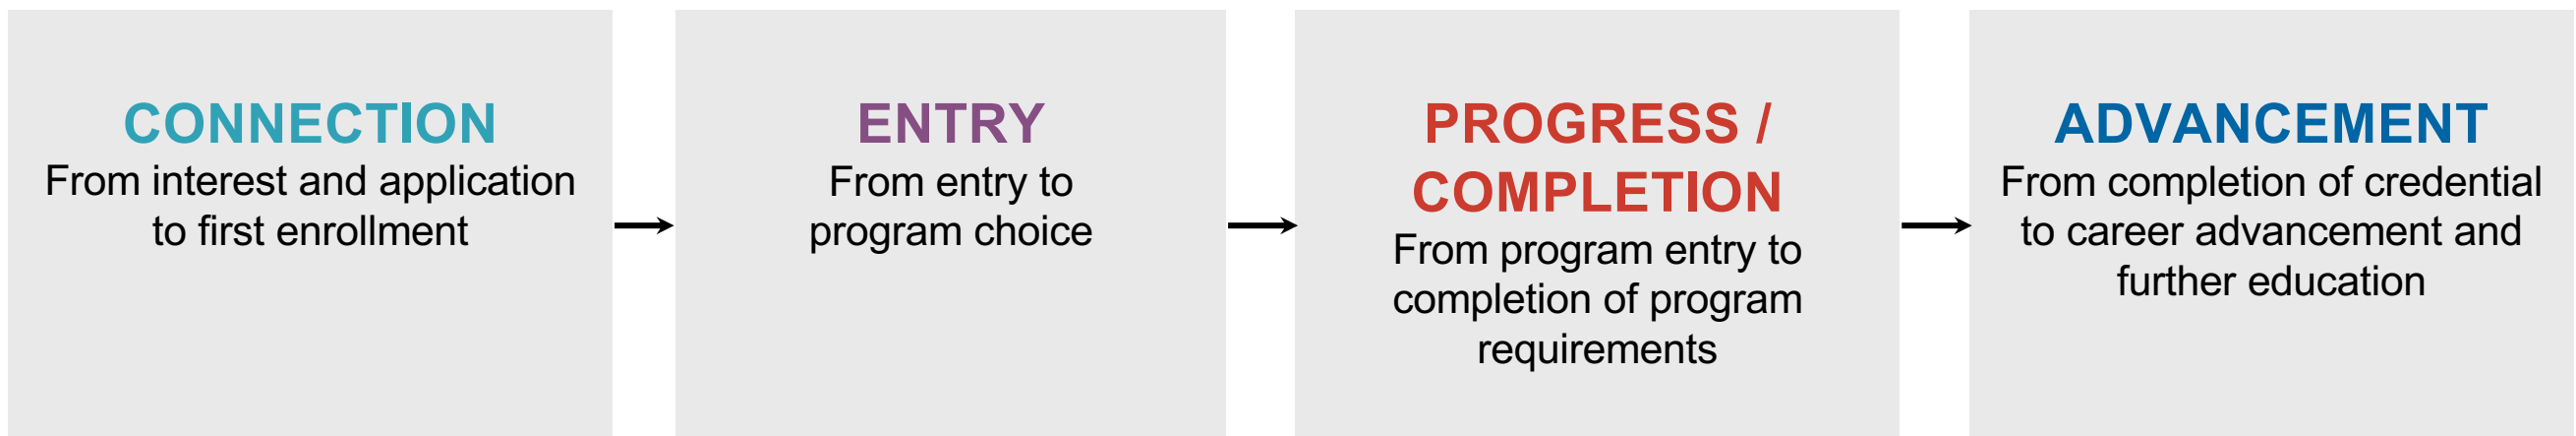 CONNECTION
From interest and application
to first enrollment
ENTRY
From entry to
program choice
PROGRESS /
COMPLETION
From program entry to
completion of program
requirements
ADVANCEMENT
From completion of credential
to career advancement and
further education